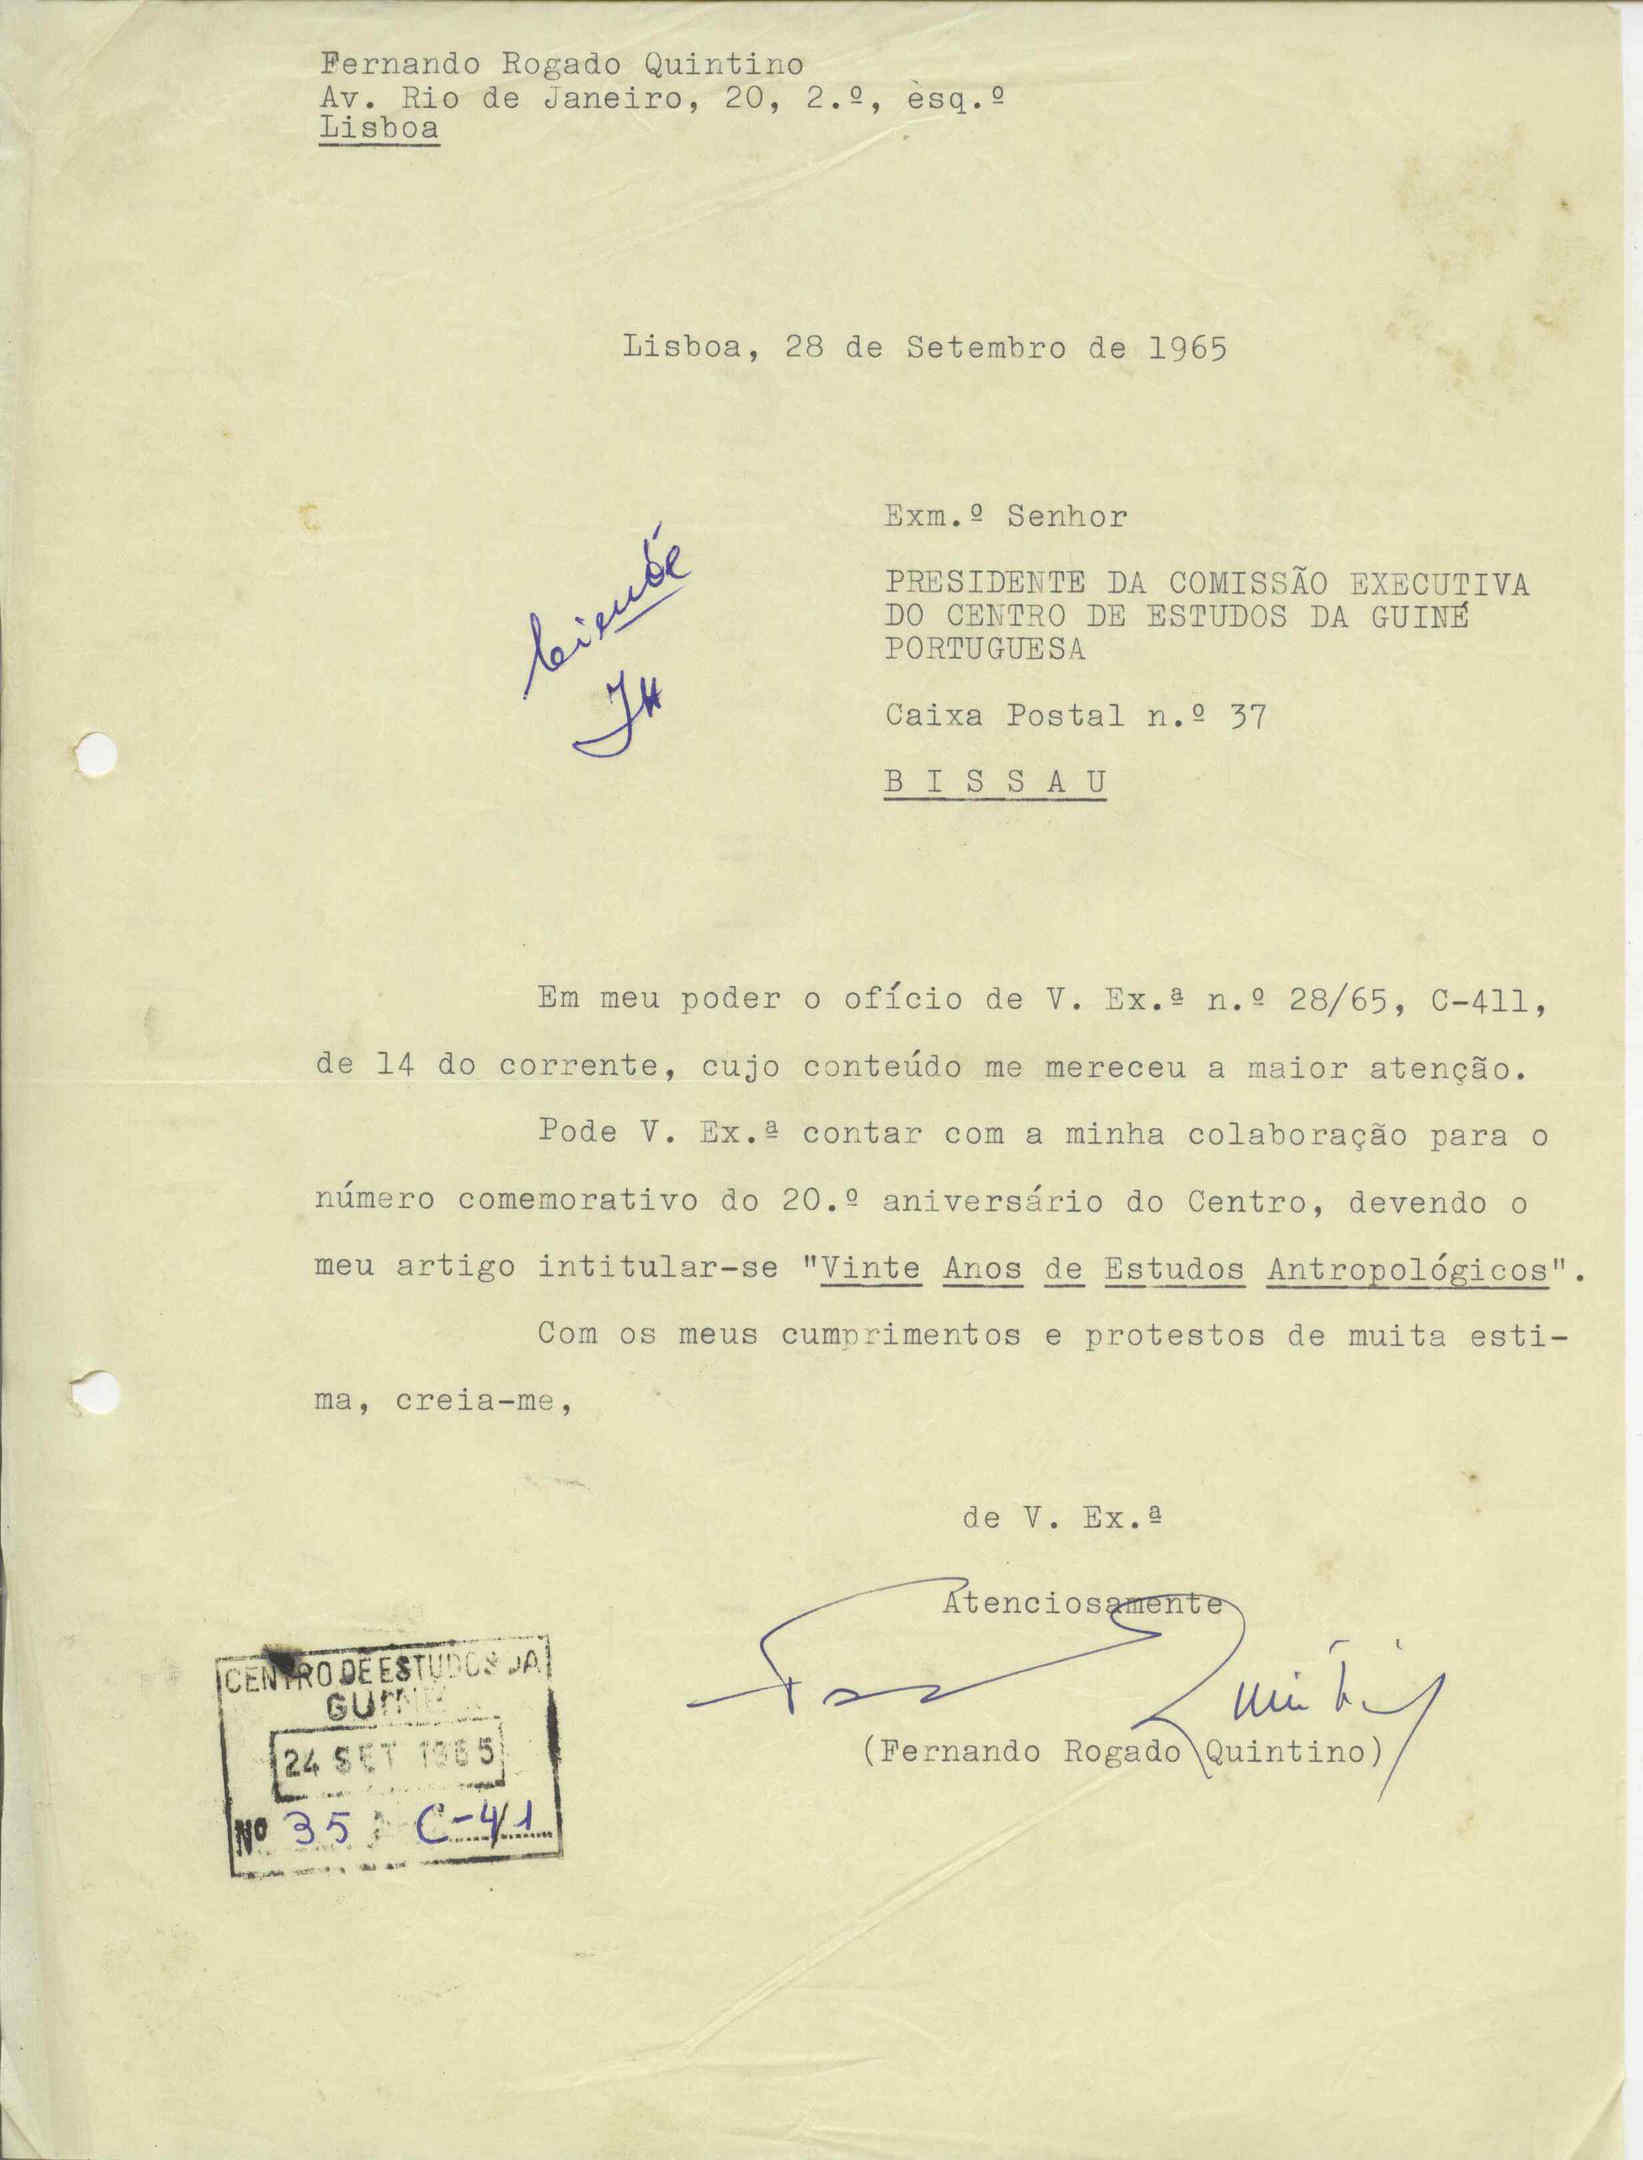 Fernando Rogado Quintino
Av. Rio de Janeiro, 20, 2.º, esq.º
Lisboa
Lisboa, 28 de Setembro de 1965
Exm.º Senhor
PRESIDENTE DA COMISSÃO EXECUTIVA
DO CENTRO DE ESTUDOS DA GUINÉ
PORTUGUESA
Caixa Postal n.º 37
B I S S A U
Em meu poder o ofício de V. Ex.ª n.º 28/65, C-411,
de 14 do corrente, cujo conteúdo me mereceu a maior atenção.
Pode V. Ex.ª contar com a minha colaboração para o
número comemorativo do 20.º aniversário do Centro, devendo o
meu artigo intitular-se "Vinte Anos de Estudos Antropológicos".
Com os meus cumprimentos e protestos de muita esti-
ma, creia-me,
de V. Ex.ª
Atenciosamente
(Fernando Rogado Quintino)
CENTRO DE ESTUDOS DA
24 SET 1965
Nº 35 C-41